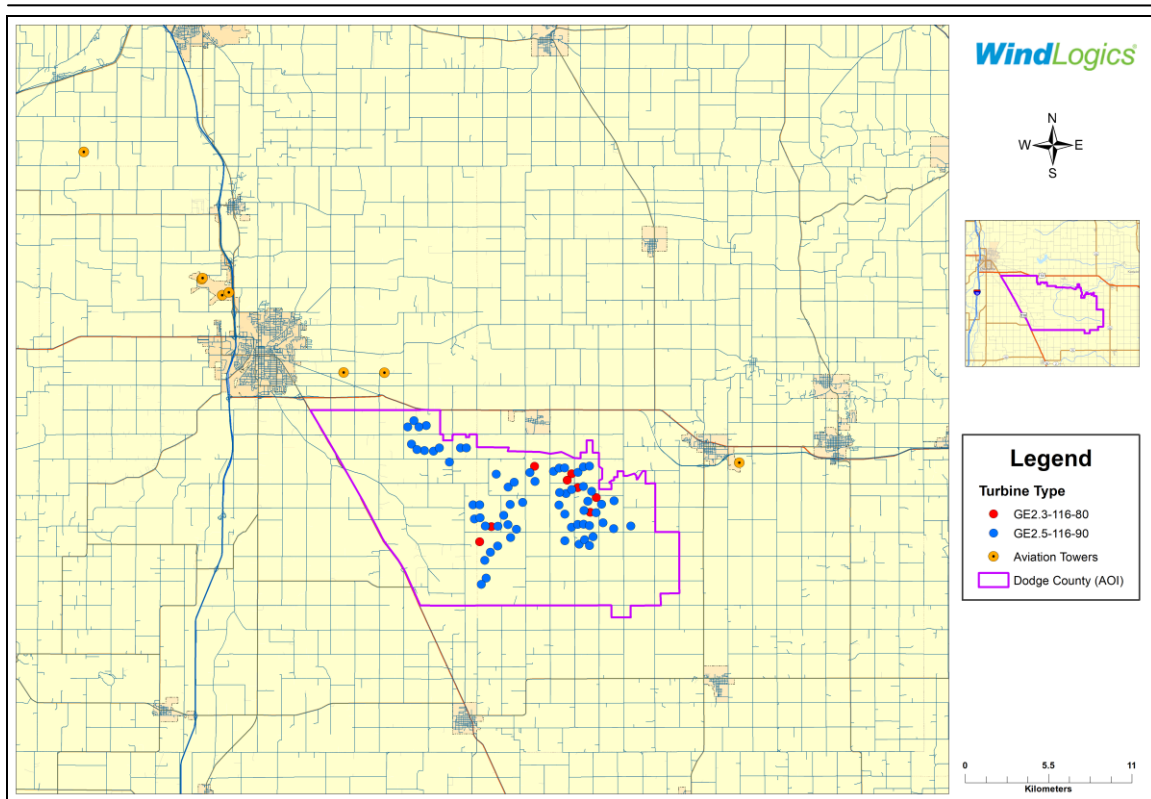 WindLogics
N
W E
S
Legend
Turbine Type
GE2.3-116-80
GE2.5-116-90
Aviation Towers
Dodge County (AOI)
0 5.5 11
Kilometers